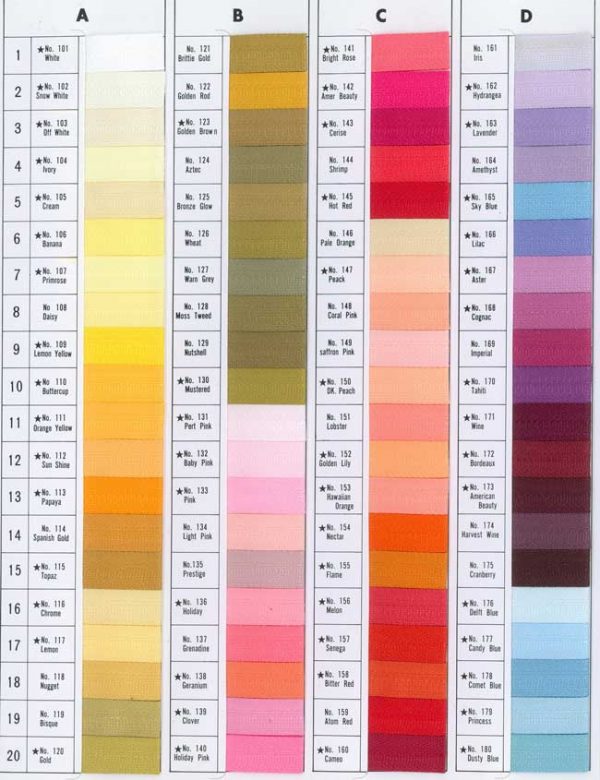 A
B
C
D
1
★No. 101
White
2
★No. 102
Snow White
3
★No. 103
Off White
4
★No. 104
Ivory
5
★No. 105
Cream
6
★No. 106
Banana
7
★No. 107
Primrose
8
No 108
Daisy
9
★No. 109
Lemon Yellow
10
★No 110
Buttercup
11
★No. 111
Orange Yellow
12
★No. 112
Sun Shine
13
★No. 113
Papaya
14
No. 114
Spanish Gold
15
★No. 115
Topaz
16
★No. 116
Chrome
17
★No. 117
Lemon
18
No. 118
Nugget
19
No. 119
Bisque
20
★No. 120
Gold
No. 121
Brittle Gold
No. 122
Golden Rod
★No. 123
Golden Brown
No. 124
Aztec
No. 125
Bronze Glow
No. 126
Wheat
No. 127
Warn Grey
No. 128
Moss Tweed
No. 129
Nutshell
★No. 130
Mustered
★No. 131
Port Pink
★No. 132
Baby Pink
★No. 133
Pink
No. 134
Light Pink
No.135
Prestige
★No. 136
Holiday
No. 137
Grenadine
★No. 138
Geranium
★No. 139
Clover
★No. 140
Holiday Pink
★No. 141
Bright Rose
★No. 142
Amer Beauty
★No. 143
Cerise
No. 144
Shrimp
★No. 145
Hot Red
No. 146
Pale Orange
★No. 147
Peack
No. 148
Coral Pink
No. 149
saffron Pink
★No. 150
DK. Peach
No. 151
Lobster
No. 152
Golden Lily
★No. 153
Hawaiian
Orange
★No. 154
Nectar
★No. 155
Flame
★No. 156
Melon
★No. 157
Senega
★No. 158
Bitter Red
No. 159
Atom Red
★No. 160
Cameo
No. 161
Iris
★No. 162
Hydrangea
★No. 163
Lavender
No. 164
Amethyst
★No. 165
Sky Blue
★No. 166
Lilac
★No. 167
Aster
★No. 168
Cognac
No. 169
Imperial
★No. 170
Tahiti
★No. 171
Wine
★No. 172
Bordeaux
★No. 173
American
Beauty
No. 174
Harvest Wine
No. 175
Cranberry
★No. 176
Delft Blue
★No. 177
Candy Blue
★No. 178
Comet Blue
★No. 179
Princess
★No. 180
Dusty Blue